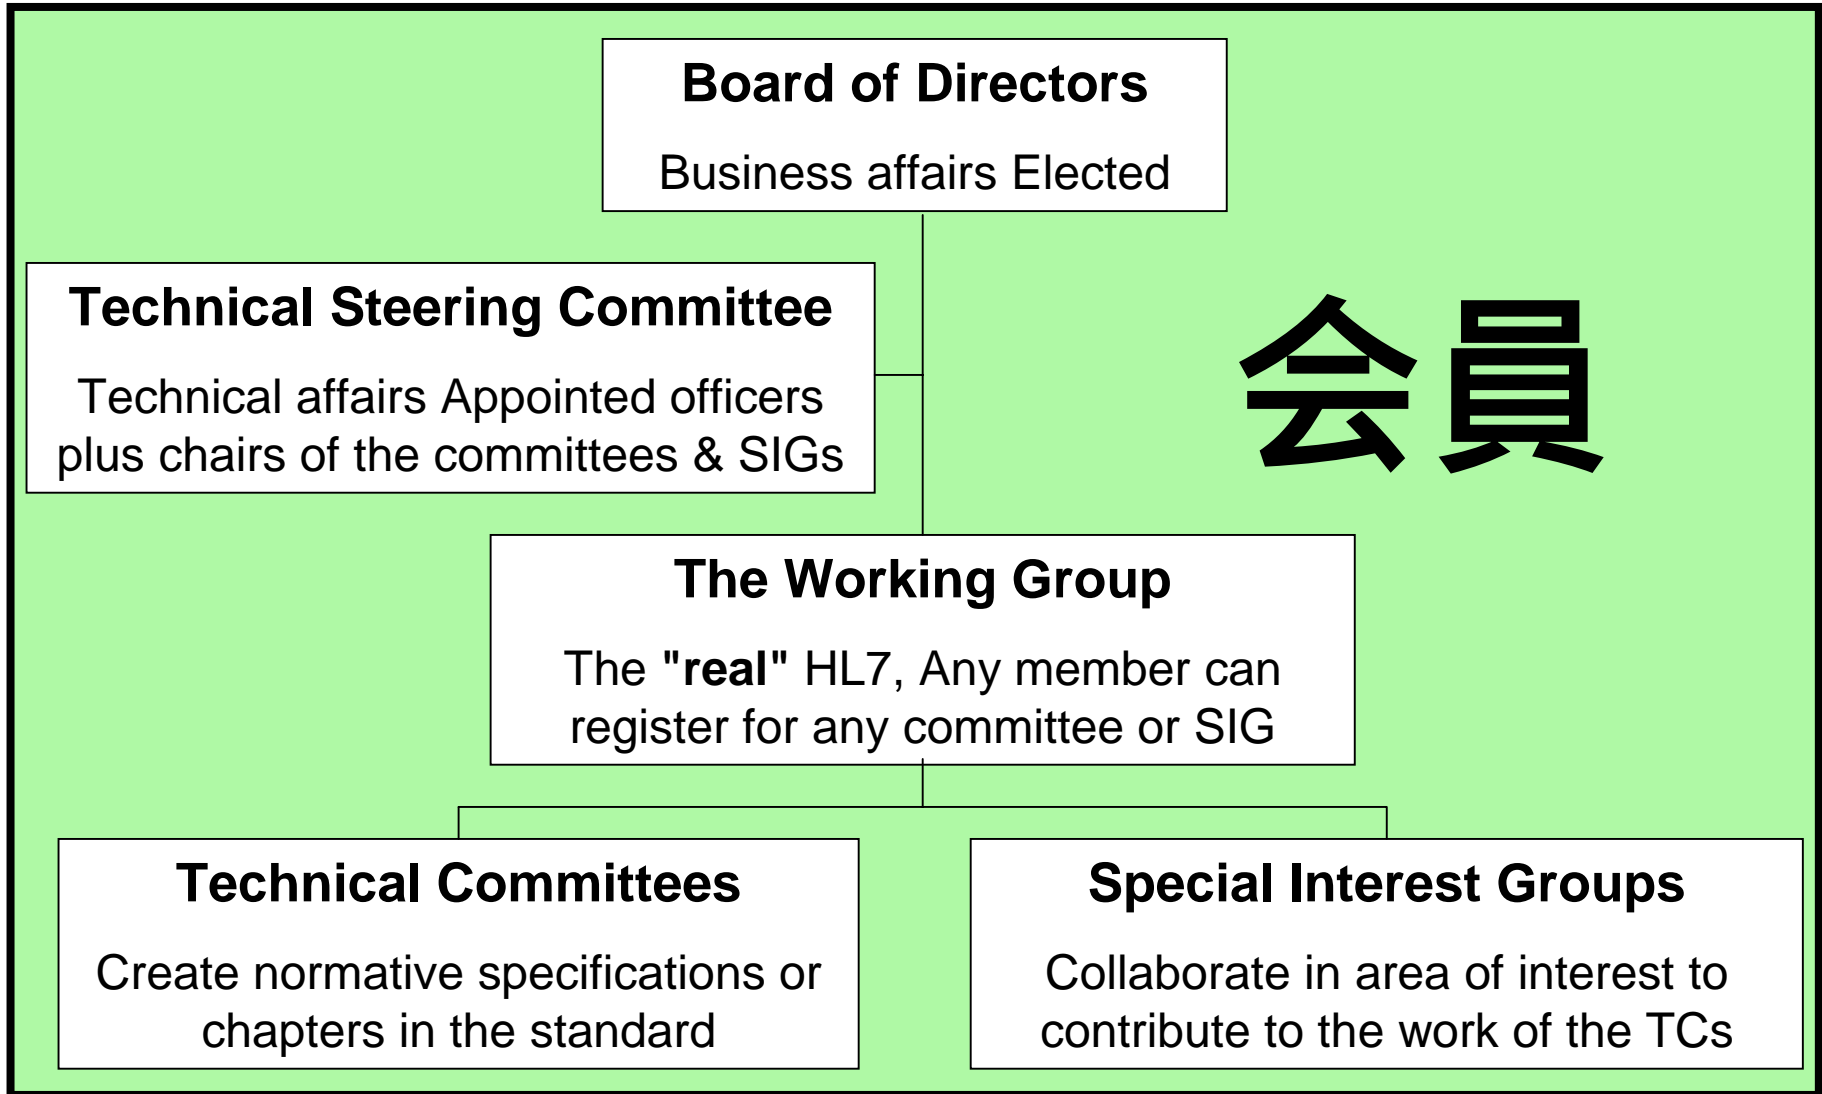 Board of Directors
Business affairs Elected
Technical Steering Committee
Technical affairs Appointed officers
plus chairs of the committees & SIGs
会員
The Working Group
The "real" HL7, Any member can
register for any committee or SIG
Technical Committees
Create normative specifications or
chapters in the standard
Special Interest Groups
Collaborate in area of interest to
contribute to the work of the TCs